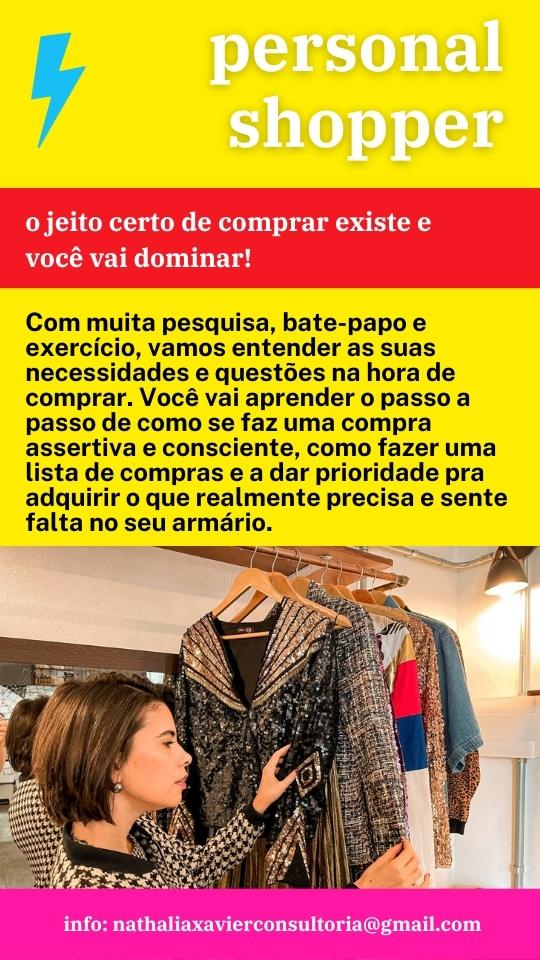 personal
shopper
o jeito certo de comprar existe e
você vai dominar!
Com muita pesquisa, bate-papo e
exercício, vamos entender as suas
necessidades e questões na hora de
comprar. Você vai aprender o passo a
passo de como se faz uma compra
assertiva e consciente, como fazer uma
lista de compras e a dar prioridade pra
adquirir o que realmente precisa e sente
falta no seu armário.
info: nathaliaxavierconsultoria@gmail.com